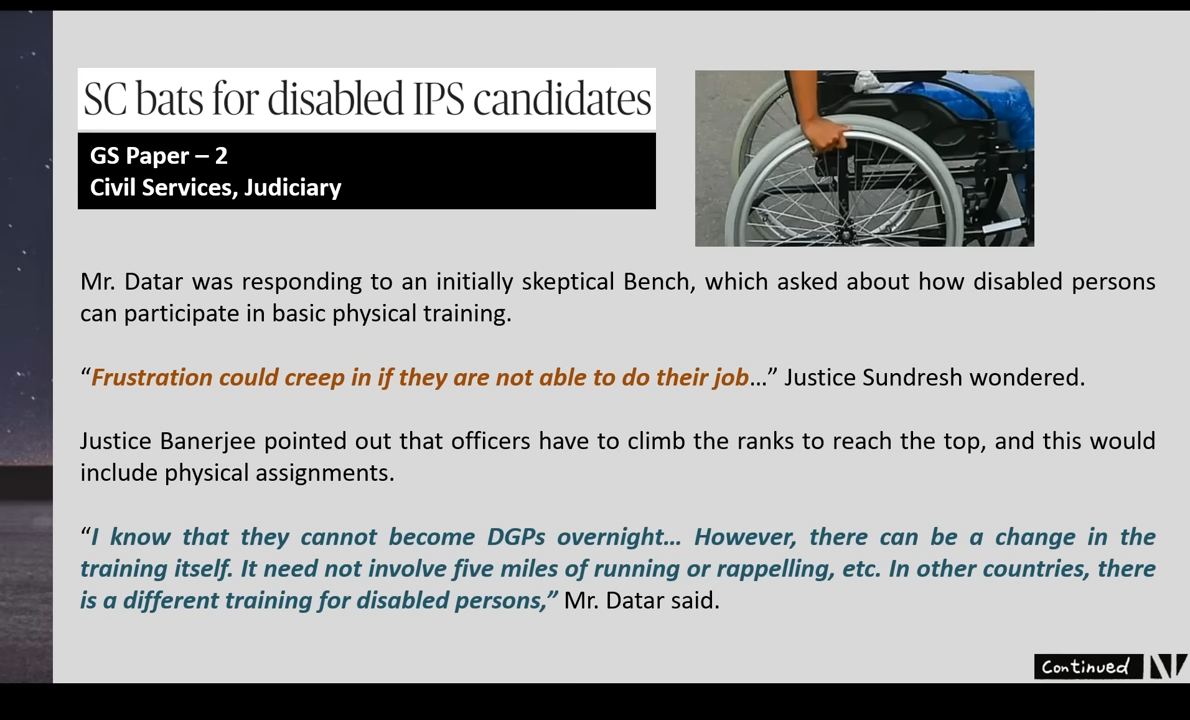 SC bats for disabled IPS candidates
GS Paper – 2
Civil Services, Judiciary
Mr. Datar was responding to an initially skeptical Bench, which asked about how disabled persons
can participate in basic physical training.
“Frustration could creep in if they are not able to do their job…” Justice Sundresh wondered.
Justice Banerjee pointed out that officers have to climb the ranks to reach the top, and this would
include physical assignments.
“I know that they cannot become DGPs overnight… However, there can be a change in the
training itself. It need not involve five miles of running or rappelling, etc. In other countries, there
is a different training for disabled persons,” Mr. Datar said.
Continued